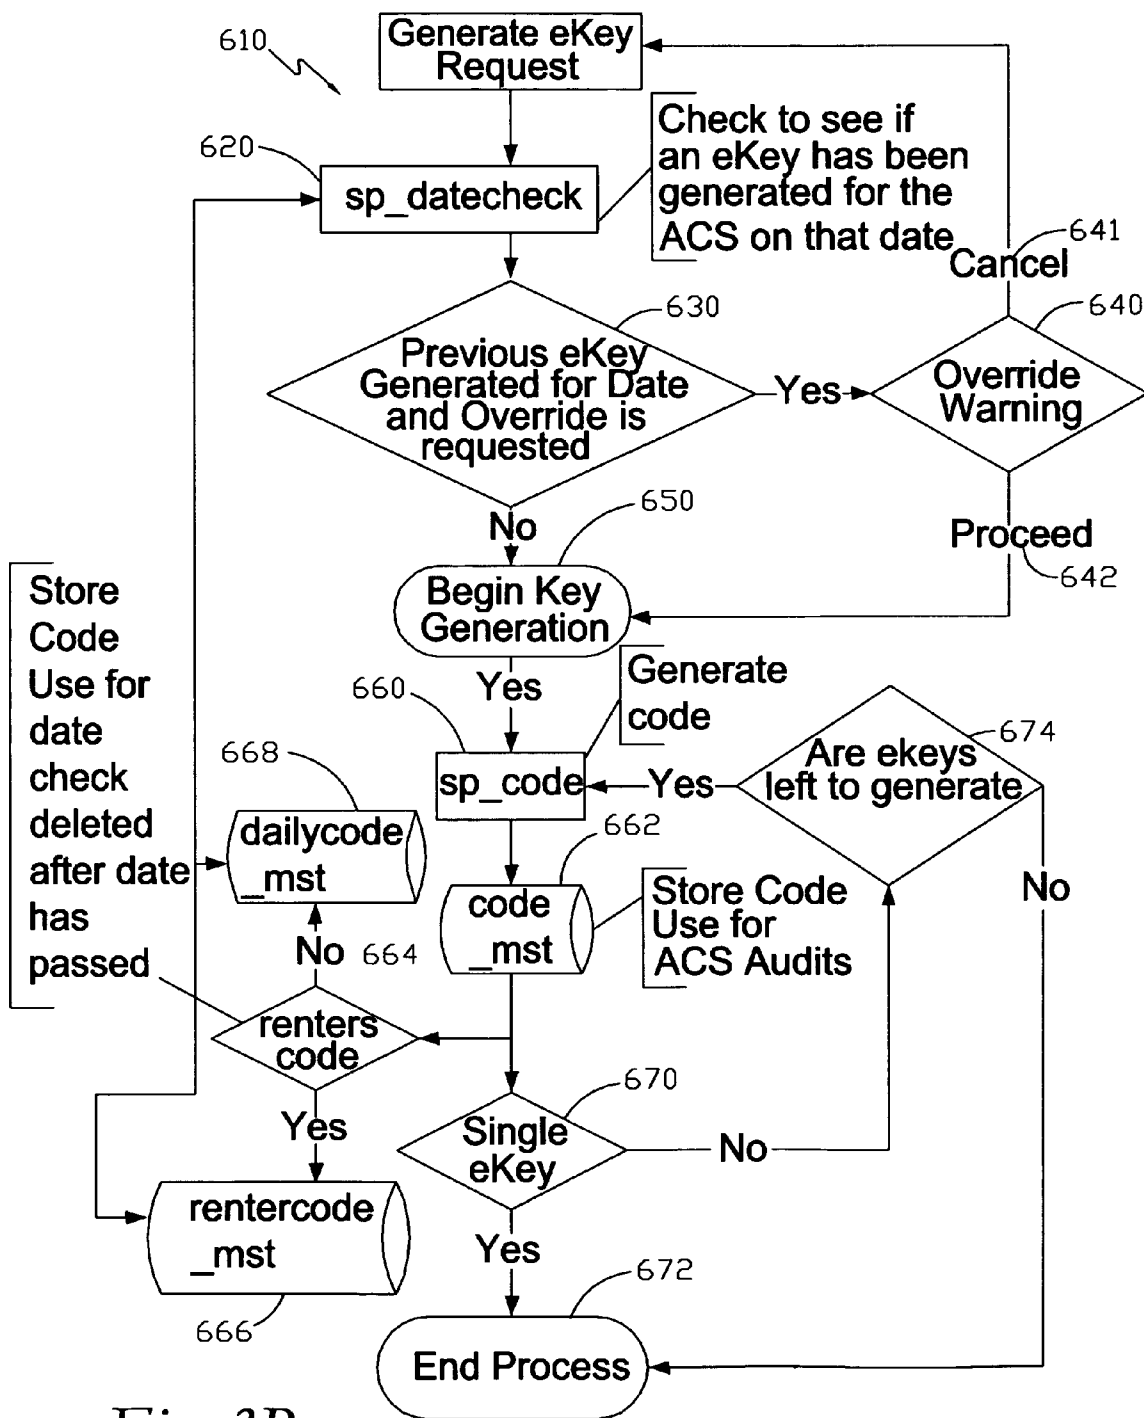 Generate eKey
Request
610
Check to see if
an eKey has been
generated for the
ACS on that date
620
sp_datecheck
641
Cancel
640
630
Previous eKey
Generated for Date
and Override is
requested
Yes
Override
Warning
650
No
Proceed
642
Begin Key
Generation
Store
Code
Use for
date
check
deleted
after date
has
passed
Yes
Generate
code
660
674
Are ekeys
left to generate
668
sp_code
Yes
662
dailycode
_mst
code
_mst
Store Code
Use for
ACS Audits
No
No
664
renters
code
670
Yes
Single
eKey
No
rentercode
_mst
Yes
672
666
End Process
Fig. 3B